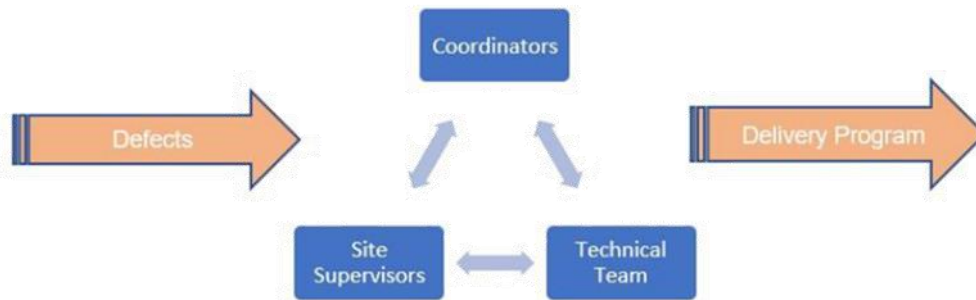 Coordinators
Defects
Delivery Program
Site
Supervisors
Technical
Team